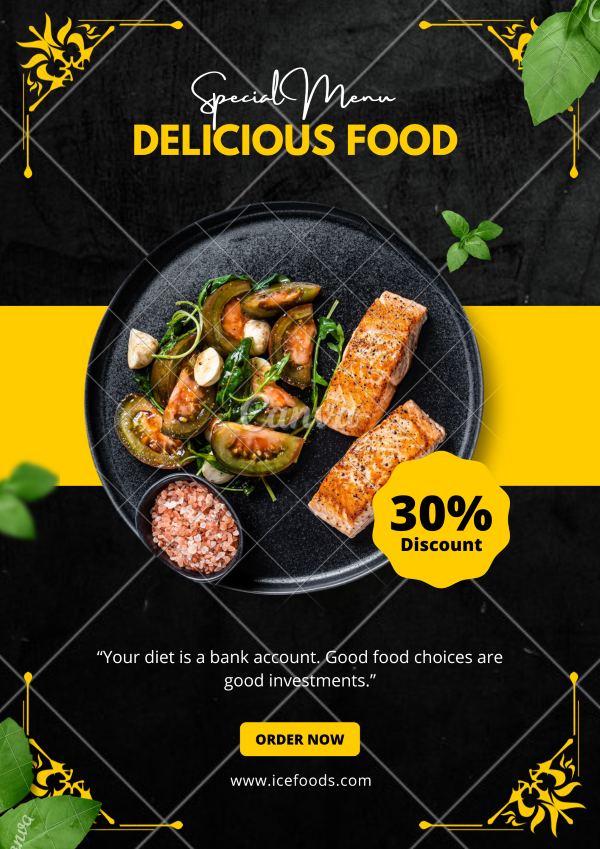 Special Menu
DELICIOUS FOOD
Canva
30%
Discount
“Your diet is a bank account. Good food choices are
good investments.”
ORDER NOW
www.icefoods.com